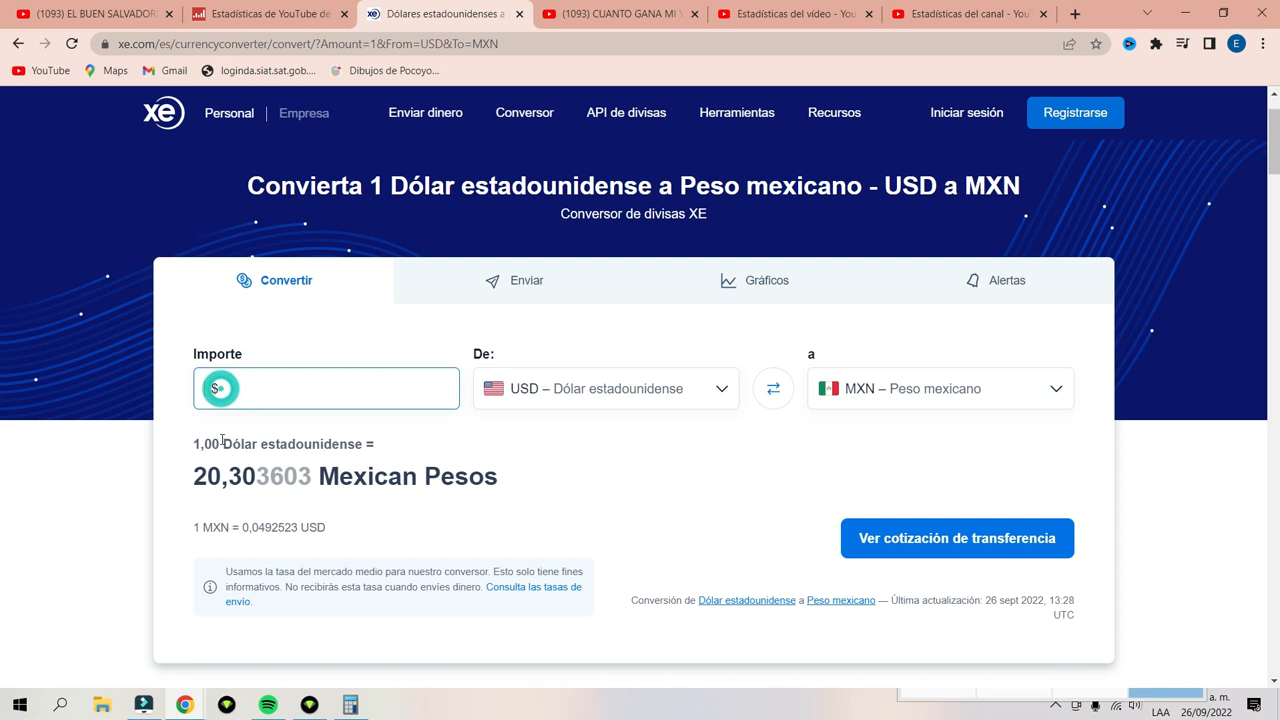 (1093) EL BUEN SALVADOR
Estadísticas de YouTube de
Dólares estadounidenses a
(1093) CUANTO GANA MI
Estadísticas del vídeo - You
Estadísticas del canal - You
xe.com/es/currencyconverter/convert/?Amount=1&From=USD&To=MXN
E
YouTube
Maps
Gmail
loginda.siat.sat.gob....
Dibujos de Pocoyo...
xe
Personal
Empresa
Enviar dinero
Conversor
API de divisas
Herramientas
Recursos
Iniciar sesión
Registrarse
Convierta 1 Dólar estadounidense a Peso mexicano - USD a MXN
Conversor de divisas XE
Convertir
Enviar
Gráficos
Alertas
Importe
De:
a
$
USD – Dólar estadounidense
MXN – Peso mexicano
1,00 Dólar estadounidense =
20,303603 Mexican Pesos
1 MXN = 0,0492523 USD
Ver cotización de transferencia
Usamos la tasa del mercado medio para nuestro conversor. Esto solo tiene fines
informativos. No recibirás esta tasa cuando envíes dinero. Consulta las tasas de
envío.
Conversión de Dólar estadounidense a Peso mexicano — Última actualización: 26 sept 2022, 13:28
UTC
a. m.
LAA
26/09/2022